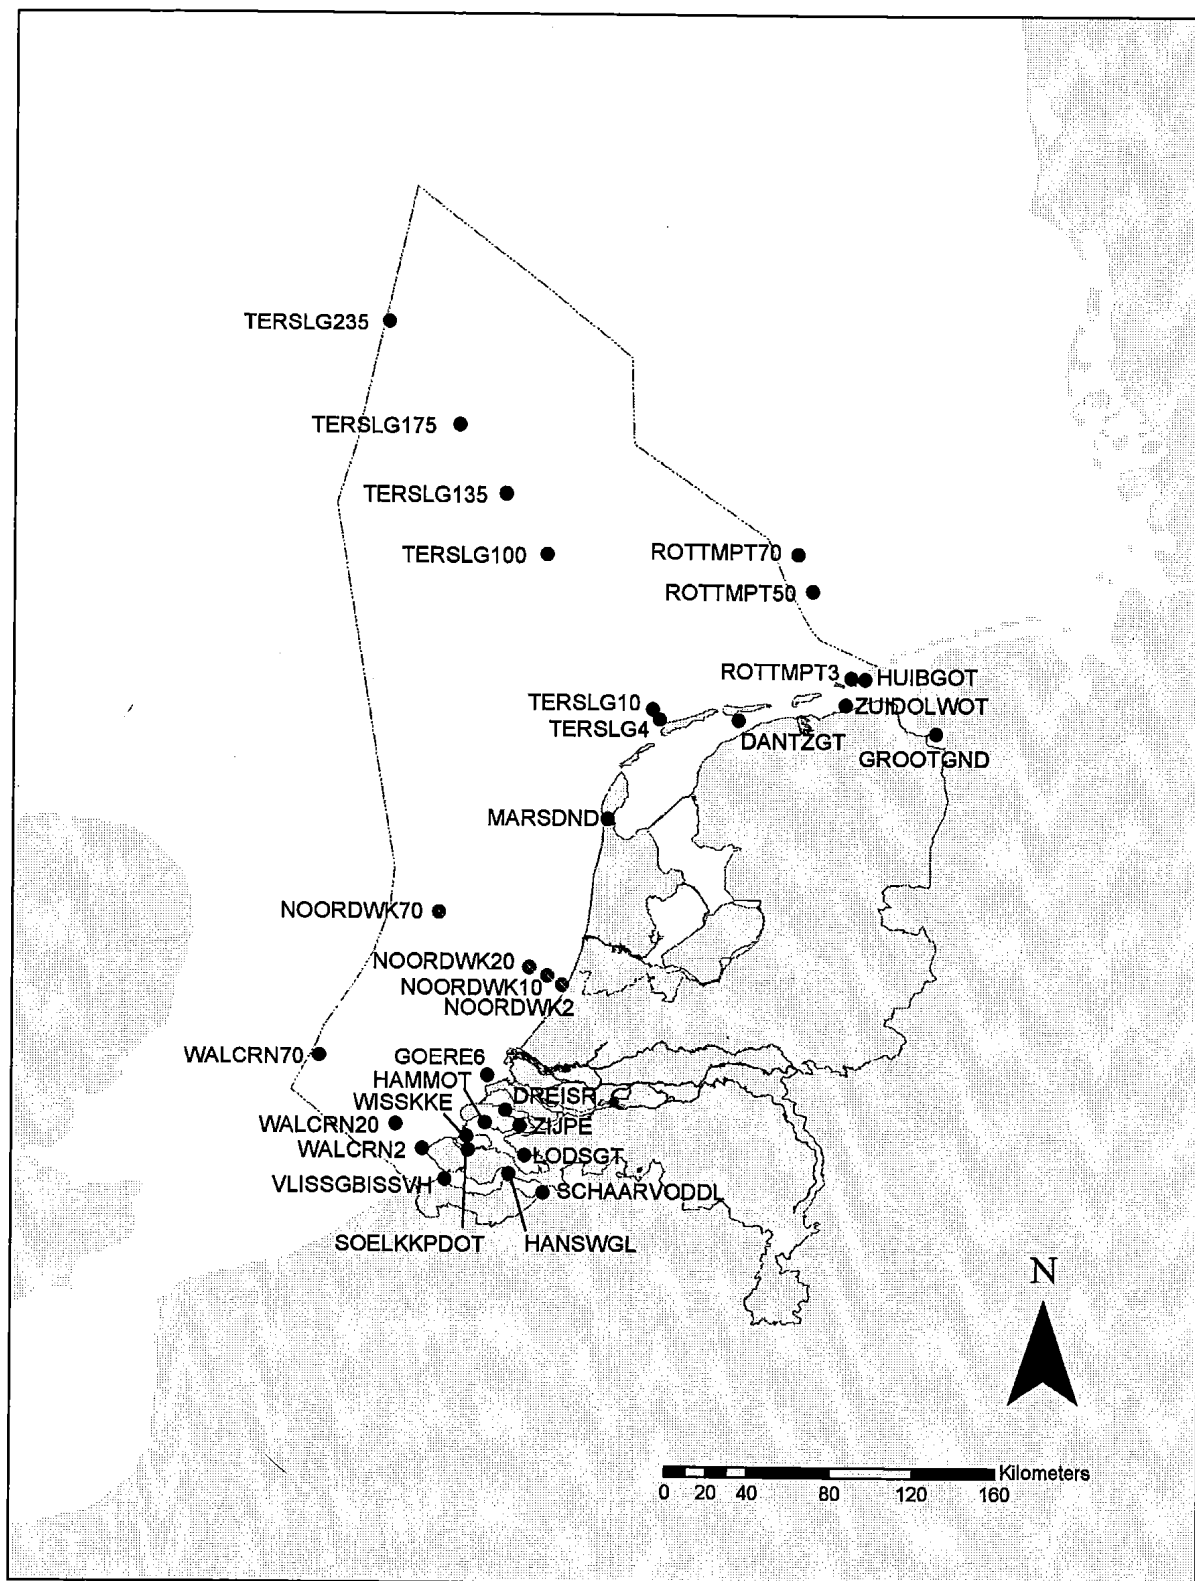 TERSLG235
TERSLG175
TERSLG135
TERSLG100
ROTTMPT70
ROTTMPT50
ROTTMPT3
HUIBGOT
TERSLG10
ZUIDOLWOT
TERSLG4
DANTZGT
GROOTGND
MARSDND
NOORDWK70
NOORDWK20
NOORDWK10
NOORDWK2
WALCRN70
GOERE6
HAMMOT
DREISR
WISSKKE
WALCRN20
ZIJPE
WALCRN2
LODSGT
VLISSGBISSVH
SCHAARVODDL
SOELKKPDOT
HANSWGL
N
Kilometers
0 20 40 80 120 160